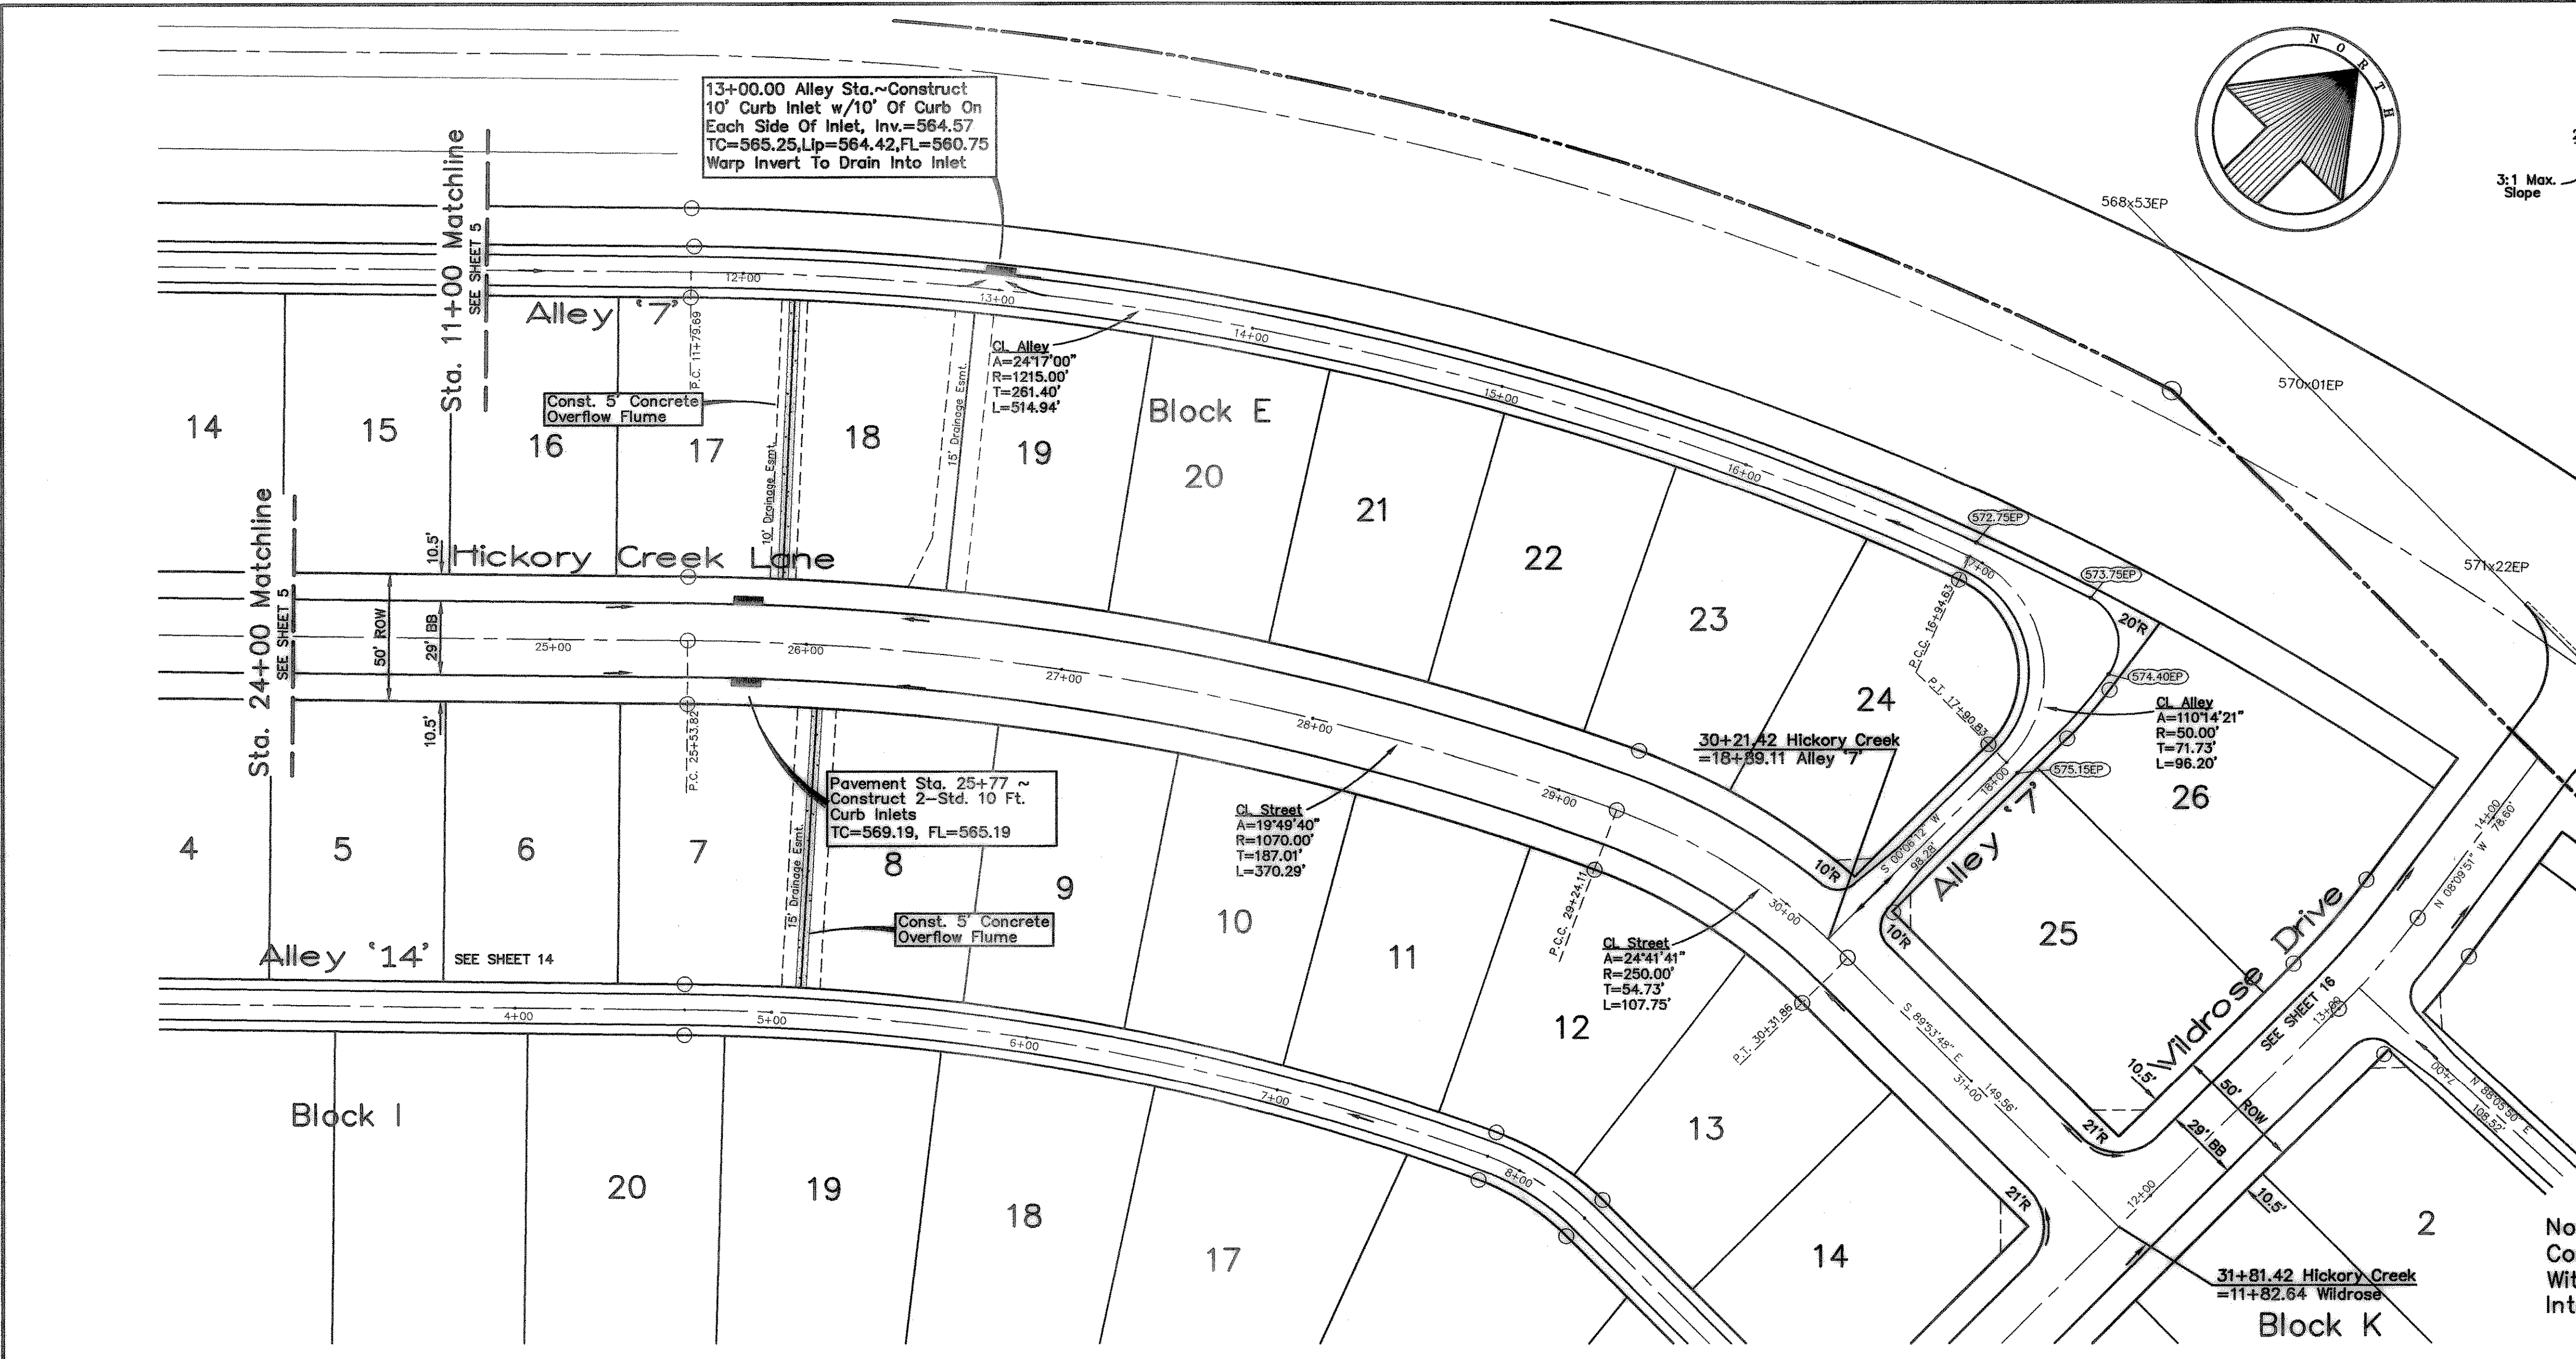 NORTH
13+00.00 Alley Sta.~Construct
10' Curb Inlet w/10' Of Curb On
Each Side Of Inlet, Inv.=564.57
TC=565.25,Lip=564.42,FL=560.75
Warp Invert To Drain Into Inlet
3:1 Max.
Slope
568x53EP
570x01EP
571x22EP
Sta. 11+00 Matchline
SEE SHEET 5
12+00
13+00
14+00
15+00
16+00
17+00
18+00
Alley '7'
P.C. 11+79.69
CL Alley
A=24°17'00"
R=1215.00'
T=261.40'
L=514.94'
Const. 5' Concrete
Overflow Flume
10' Drainage Esmt.
15' Drainage Esmt.
Block E
14
15
16
17
18
19
20
21
22
23
24
25
26
572.75EP
573.75EP
574.40EP
575.15EP
20'R
P.C.C. 16+94.63
P.T. 17+90.83
CL Alley
A=110°14'21"
R=50.00'
T=71.73'
L=96.20'
30+21.42 Hickory Creek
=18+89.11 Alley '7'
S 00°06'12" W
98.28'
Alley '7'
10'R
10'R
Sta. 24+00 Matchline
SEE SHEET 5
Hickory Creek Lane
10.5'
50' ROW
29' BB
10.5'
25+00
26+00
27+00
28+00
29+00
30+00
31+00
P.C. 25+53.82
Pavement Sta. 25+77 ~
Construct 2-Std. 10 Ft.
Curb Inlets
TC=569.19, FL=565.19
CL Street
A=19°49'40"
R=1070.00'
T=187.01'
L=370.29'
P.C.C. 29+24.11
CL Street
A=24°41'41"
R=250.00'
T=54.73'
L=107.75'
P.T. 30+31.86
S 89°53'48" E
149.56'
4
5
6
7
8
9
10
11
12
13
14
15' Drainage Esmt.
Const. 5' Concrete
Overflow Flume
Alley '14'
SEE SHEET 14
4+00
5+00
6+00
7+00
8+00
Block I
20
19
18
17
Wildrose Drive
SEE SHEET 16
10.5'
50' ROW
29' BB
10.5'
21'R
21'R
12+00
13+00
14+00
78.60'
N 08°09'51" W
7+00
N 88°05'50" E
108.52'
2
31+81.42 Hickory Creek
=11+82.64 Wildrose
Block K
No
Co
Wit
Int